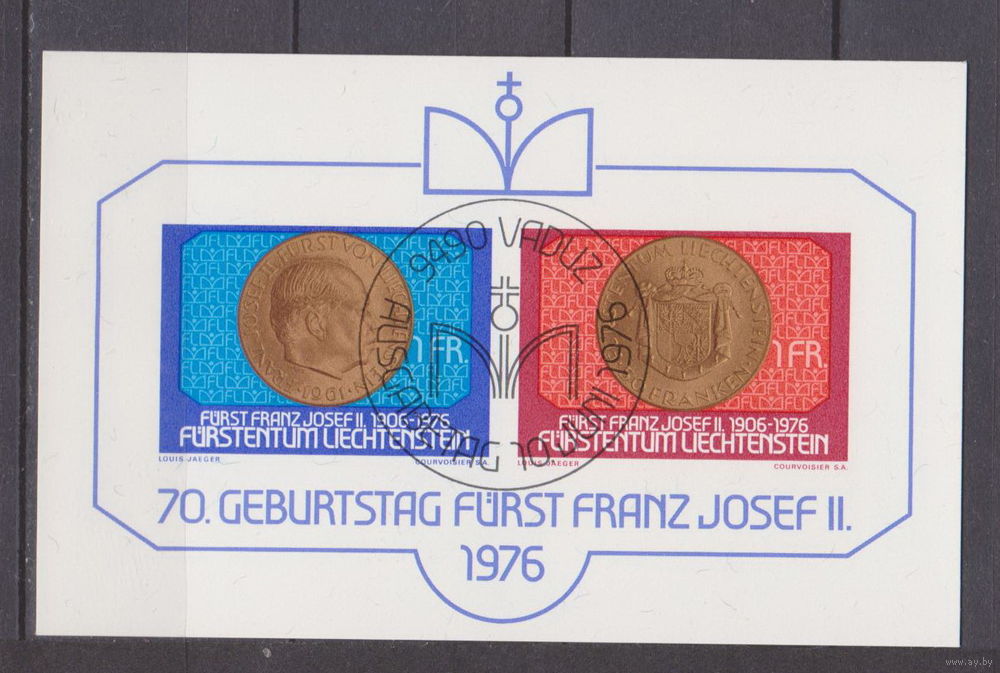 FÜRST FRANZ JOSEF II. 1906-1976
FÜRSTENTUM LIECHTENSTEIN
1 FR.
1961
LOUIS JAEGER
COURVOISIER S.A.
1 FR.
FÜRST FRANZ JOSEF II. 1906-1976
FÜRSTENTUM LIECHTENSTEIN
LOUIS JAEGER
COURVOISIER S.A.
9490 VADUZ
AUSGABETAG 10. JUNI 1976
70. GEBURTSTAG FÜRST FRANZ JOSEF II.
1976
www.ay.by